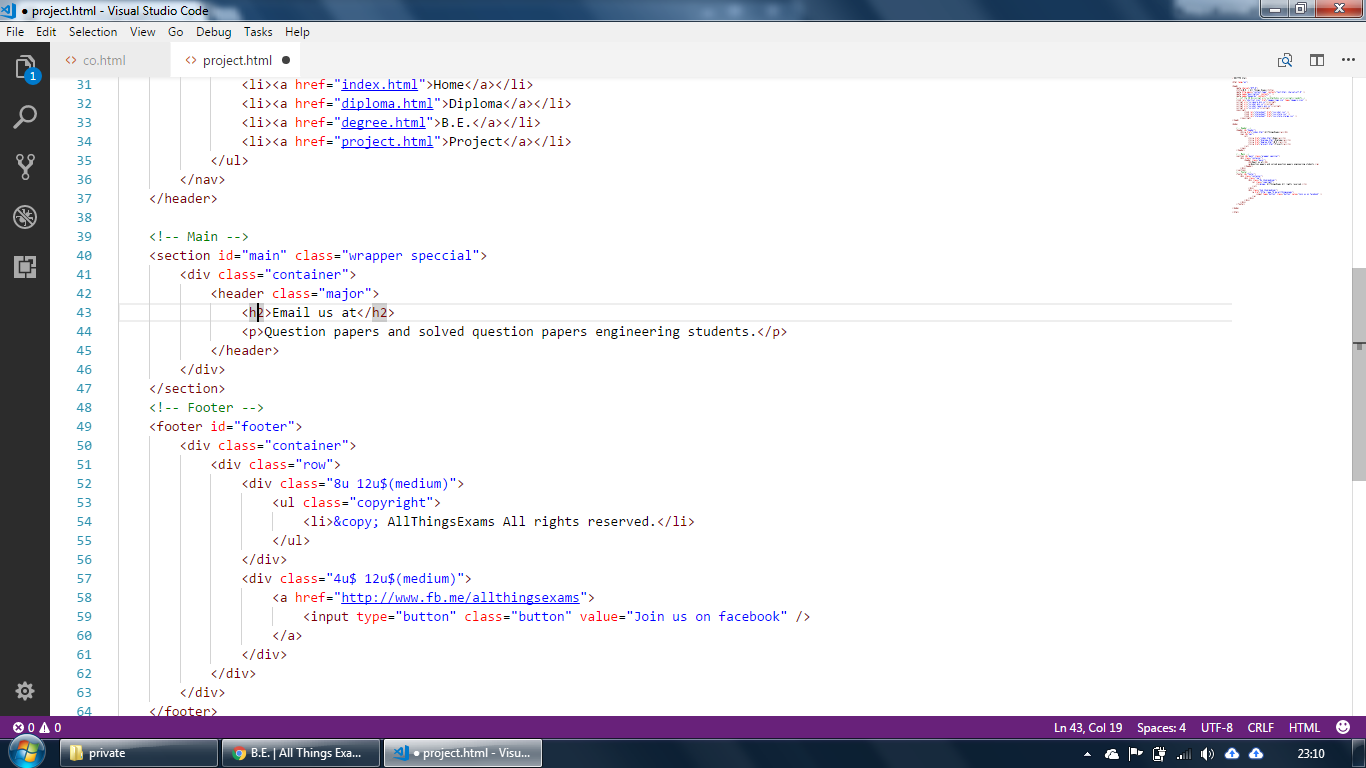 ● project.html - Visual Studio Code
File Edit Selection View Go Debug Tasks Help
1
<> co.html
<> project.html ●
31 <li><a href="index.html">Home</a></li>
32 <li><a href="diploma.html">Diploma</a></li>
33 <li><a href="degree.html">B.E.</a></li>
34 <li><a href="project.html">Project</a></li>
35 </ul>
36 </nav>
37 </header>
38
39 <!-- Main -->
40 <section id="main" class="wrapper speccial">
41 <div class="container">
42 <header class="major">
43 <h2>Email us at</h2>
44 <p>Question papers and solved question papers engineering students.</p>
45 </header>
46 </div>
47 </section>
48 <!-- Footer -->
49 <footer id="footer">
50 <div class="container">
51 <div class="row">
52 <div class="8u 12u$(medium)">
53 <ul class="copyright">
54 <li>&copy; AllThingsExams All rights reserved.</li>
55 </ul>
56 </div>
57 <div class="4u$ 12u$(medium)">
58 <a href="http://www.fb.me/allthingsexams">
59 <input type="button" class="button" value="Join us on facebook" />
60 </a>
61 </div>
62 </div>
63 </div>
64 </footer>
0 0
Ln 43, Col 19 Spaces: 4 UTF-8 CRLF HTML
private
B.E. | All Things Exa...
● project.html - Visu...
23:10